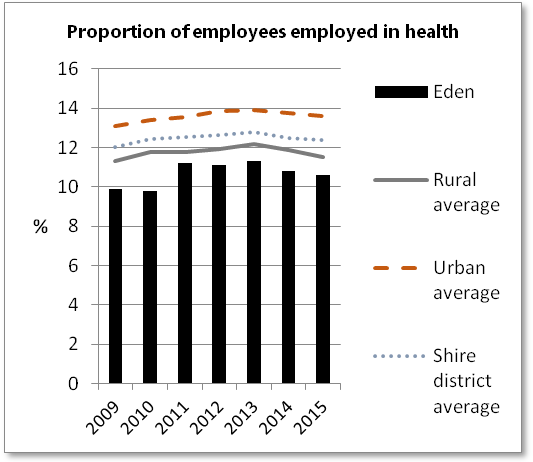 Proportion of employees employed in health
16
14
12
10
8
6
4
2
0
%
2009
2010
2011
2012
2013
2014
2015
Eden
Rural
average
Urban
average
Shire
district
average